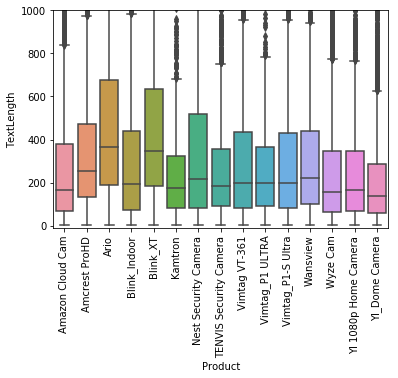 1000
800
600
400
200
0
TextLength
Amazon Cloud Cam
Amcrest ProHD
Arlo
Blink_Indoor
Blink_XT
Kamtron
Nest Security Camera
TENVIS Security Camera
Vimtag VT-361
Vimtag_P1 ULTRA
Vimtag_P1-S Ultra
Wansview
Wyze Cam
YI 1080p Home Camera
YI_Dome Camera
Product